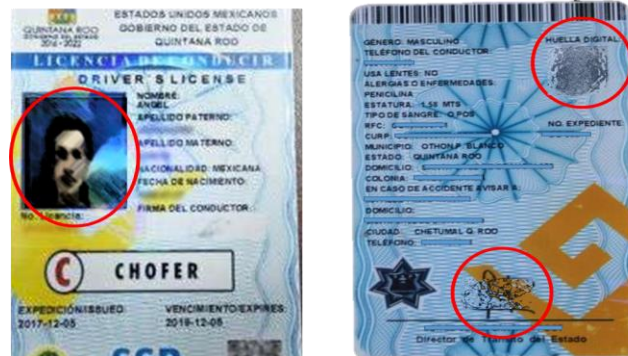 QUINTANA ROO
2016 - 2022
ESTADOS UNIDOS MEXICANOS
GOBIERNO DEL ESTADO DE
QUINTANA ROO
LICENCIA DE CONDUCIR
DRIVER'S LICENSE
NOMBRE:
ANGEL
APELLIDO PATERNO:
APELLIDO MATERNO:
NACIONALIDAD: MEXICANA
FECHA DE NACIMIENTO:
No. Licencia:
FIRMA DEL CONDUCTOR:
C CHOFER
EXPEDICIÓN/ISSUED
VENCIMIENTO/EXPIRES
2017-12-05
2019-12-05
SSP
GÉNERO: MASCULINO
HUELLA DIGITAL
TELÉFONO DEL CONDUCTOR:
USA LENTES: NO
ALERGIAS O ENFERMEDADES:
PENICILINA
ESTATURA: 1.58 MTS
TIPO DE SANGRE: O POS
RFC:
NO. EXPEDIENTE:
CURP:
MUNICIPIO: OTHON P. BLANCO
ESTADO: QUINTANA ROO
DOMICILIO:
COLONIA:
EN CASO DE ACCIDENTE AVISAR A:
DOMICILIO:
CIUDAD: CHETUMAL Q. ROO
TELÉFONO:
Director de Tránsito del Estado